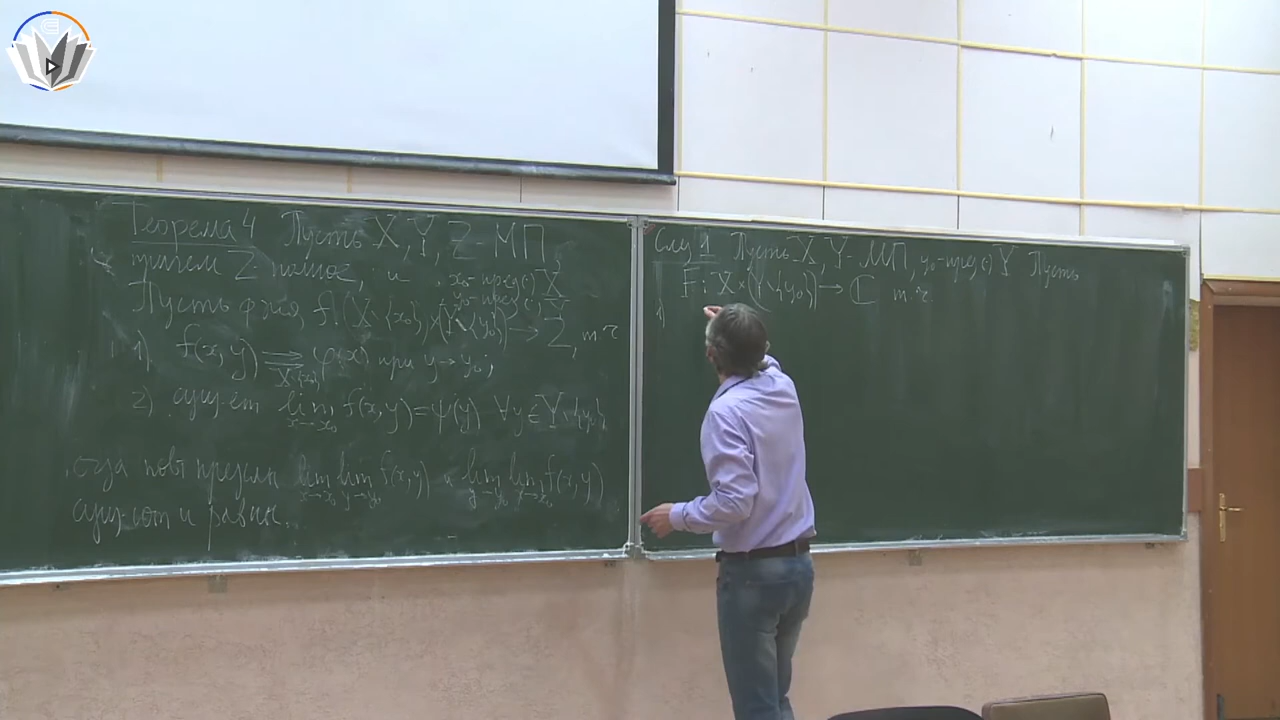 Теорема 4 Пусть X, Y, Z - МП,
причем Z - полное, и x₀ - пред (·) X
y₀ - пред (·) Y
Пусть ф-ия f: (X∖{x₀})×(Y∖{y₀}) → Z, т.ч.
1) f(x,y) ⇉ φ(x) при y→y₀;
X∖{x₀}
2) сущ-ет lim f(x,y) = ψ(y) ∀y∈Y∖{y₀}
x→x₀
повт пределы lim lim f(x,y) и lim lim f(x,y)
x→x₀ y→y₀ y→y₀ x→x₀
сущ-ют и равны.
След 1 Пусть X, Y - МП, y₀ - пред (·) Y Пусть
F: X×(Y∖{y₀}) → ℂ т.ч.
1)